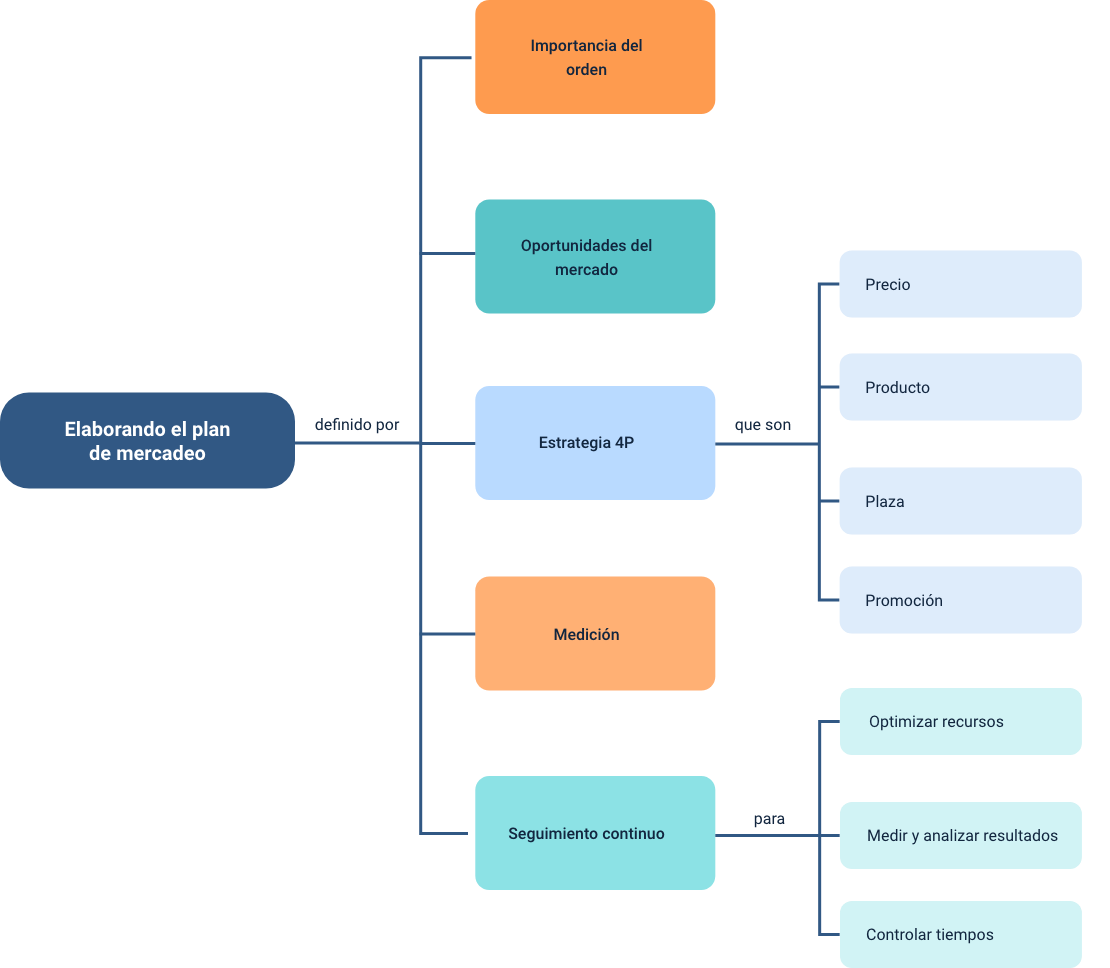 Importancia del
orden
Oportunidades del
mercado
Elaborando el plan
de mercadeo
definido por
Estrategia 4P
que son
Precio
Producto
Plaza
Promoción
Medición
Seguimiento continuo
para
Optimizar recursos
Medir y analizar resultados
Controlar tiempos